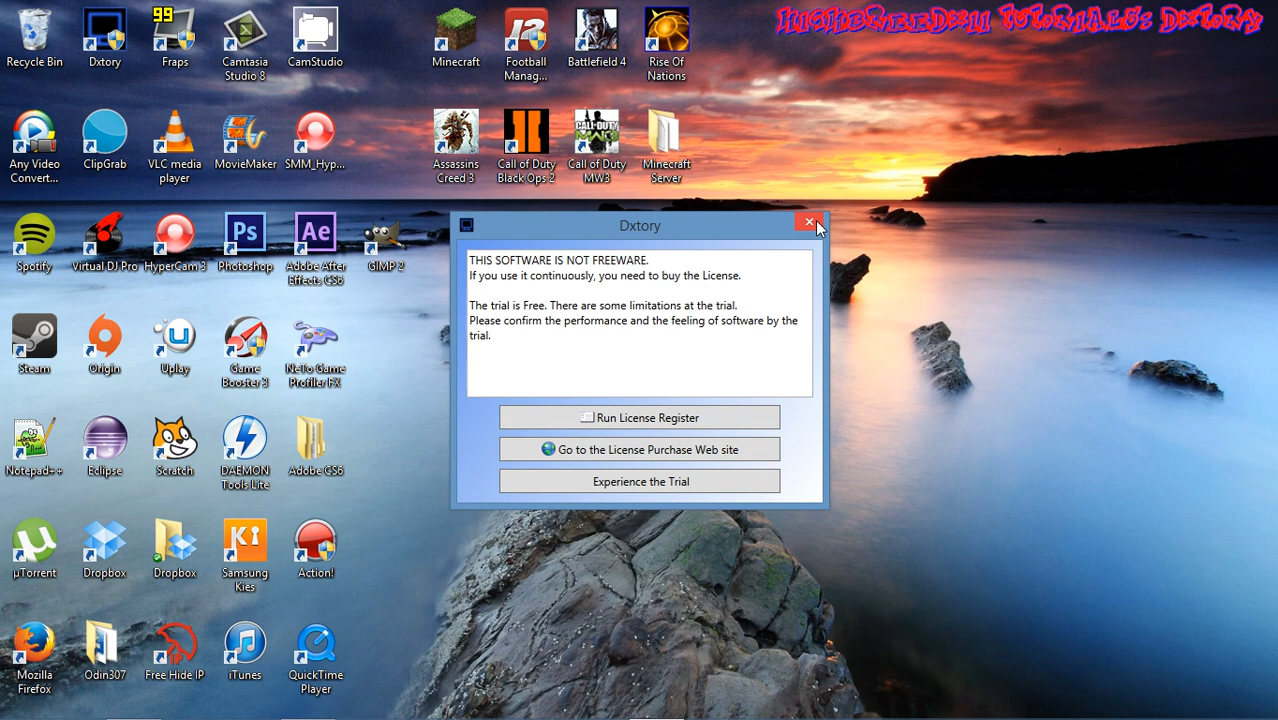 HIGHBREEDXII TUTORIALS: DXTORY
99
Recycle Bin
Dxtory
Fraps
Camtasia
Studio 8
CamStudio
Minecraft
Football
Manag...
Battlefield 4
Rise Of
Nations
Any Video
Convert...
ClipGrab
VLC media
player
MovieMaker
SMM_Hyp...
Assassins
Creed 3
Call of Duty
Black Ops 2
Call of Duty
MW3
Minecraft
Server
Spotify
Virtual DJ Pro
HyperCam 3
Photoshop
Adobe After
Effects CS6
GIMP 2
Dxtory
THIS SOFTWARE IS NOT FREEWARE.
If you use it continuously, you need to buy the License.
The trial is Free. There are some limitations at the trial.
Please confirm the performance and the feeling of software by the
trial.
Run License Register
Go to the License Purchase Web site
Experience the Trial
Steam
Origin
Uplay
Game
Booster 3
NeTo Game
Profiler FX
Notepad++
Eclipse
Scratch
DAEMON
Tools Lite
Adobe CS6
µTorrent
Dropbox
Dropbox
Samsung
Kies
Action!
Mozilla
Firefox
Odin307
Free Hide IP
iTunes
QuickTime
Player